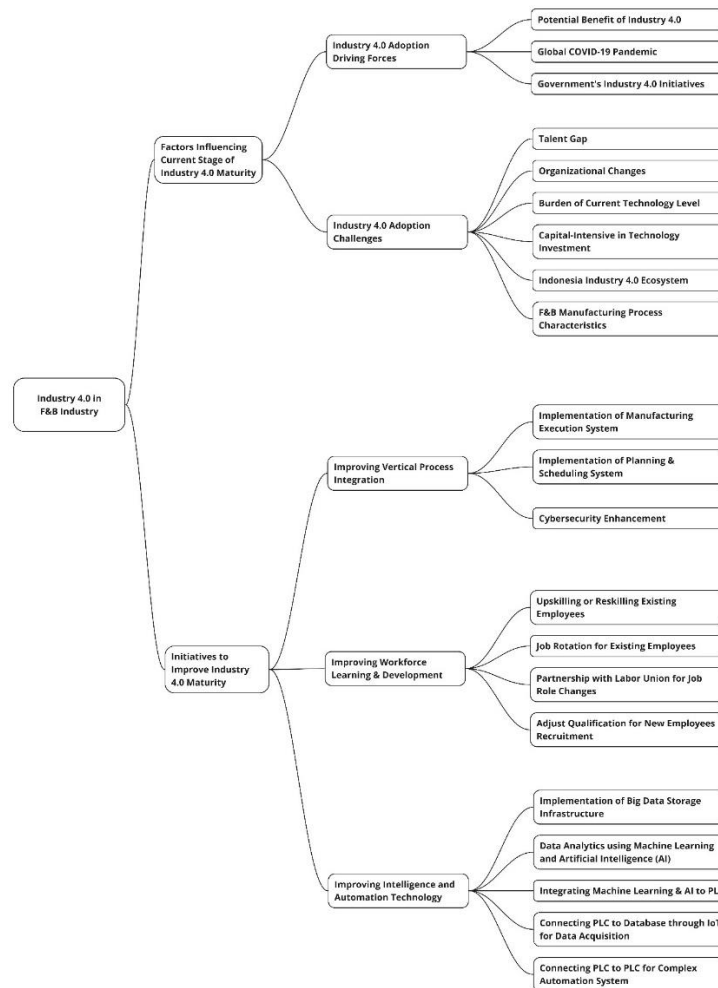 Potential Benefit of Industry 4.0
Industry 4.0 Adoption
Driving Forces
Global COVID-19 Pandemic
Government's Industry 4.0 Initiatives
Factors Influencing
Current Stage of
Industry 4.0 Maturity
Talent Gap
Organizational Changes
Industry 4.0 Adoption
Challenges
Burden of Current Technology Level
Capital-Intensive in Technology
Investment
Indonesia Industry 4.0 Ecosystem
F&B Manufacturing Process
Characteristics
Industry 4.0 in
F&B Industry
Implementation of Manufacturing
Execution System
Improving Vertical Process
Integration
Implementation of Planning &
Scheduling System
Cybersecurity Enhancement
Initiatives to
Improve Industry
4.0 Maturity
Upskilling or Reskilling Existing
Employees
Improving Workforce
Learning & Development
Job Rotation for Existing Employees
Partnership with Labor Union for Job
Role Changes
Adjust Qualification for New Employees
Recruitment
Implementation of Big Data Storage
Infrastructure
Data Analytics using Machine Learning
and Artificial Intelligence (AI)
Improving Intelligence and
Automation Technology
Integrating Machine Learning & AI to PL
Connecting PLC to Database through IoT
for Data Acquisition
Connecting PLC to PLC for Complex
Automation System